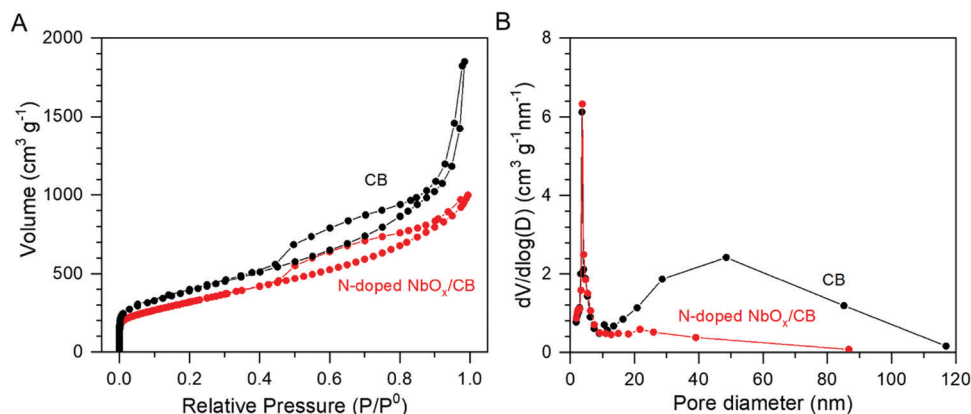 A
2000
1500
1000
500
0
Volume (cm³ g⁻¹)
CB
N-doped NbOₓ/CB
0.0 0.2 0.4 0.6 0.8 1.0
Relative Pressure (P/P⁰)
B
8
6
4
2
0
dV/dlog(D) (cm³ g⁻¹nm⁻¹)
CB
N-doped NbOₓ/CB
0 20 40 60 80 100 120
Pore diameter (nm)